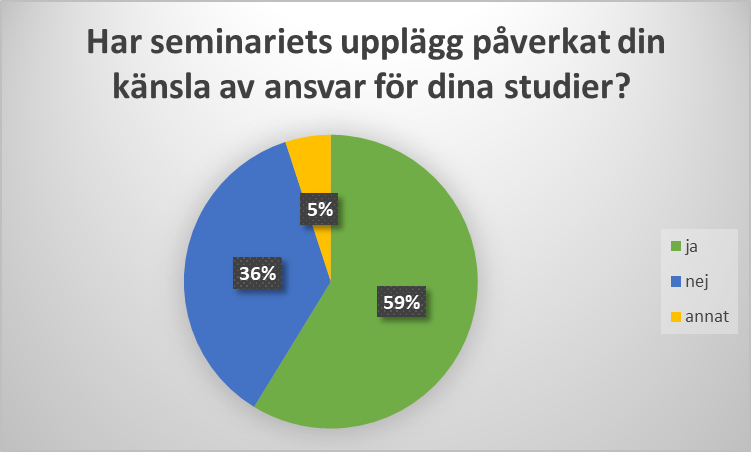 Har seminariets upplägg påverkat din
känsla av ansvar för dina studier?
5%
36%
59%
ja
nej
annat